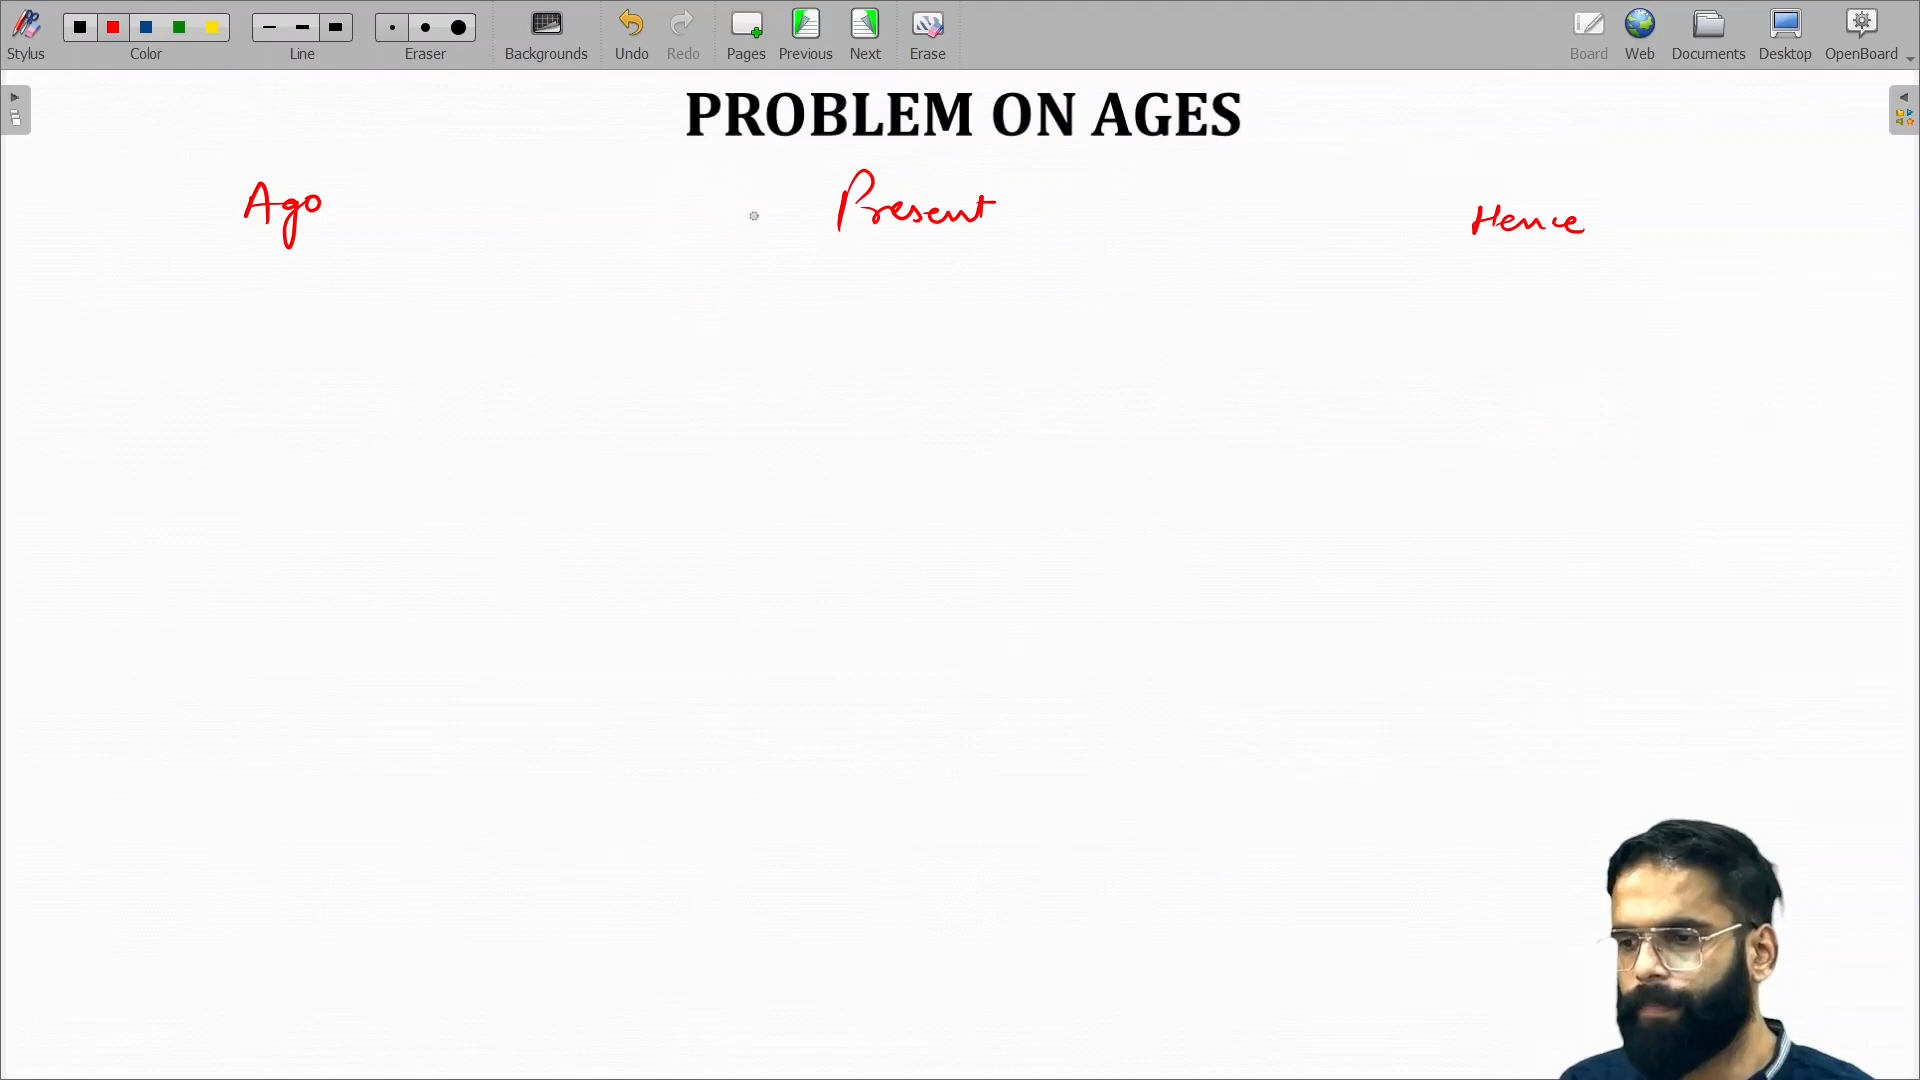 Stylus Color Line Eraser Backgrounds Undo Redo Pages Previous Next Erase Board Web Documents Desktop OpenBoard
PROBLEM ON AGES
Ago Present Hence